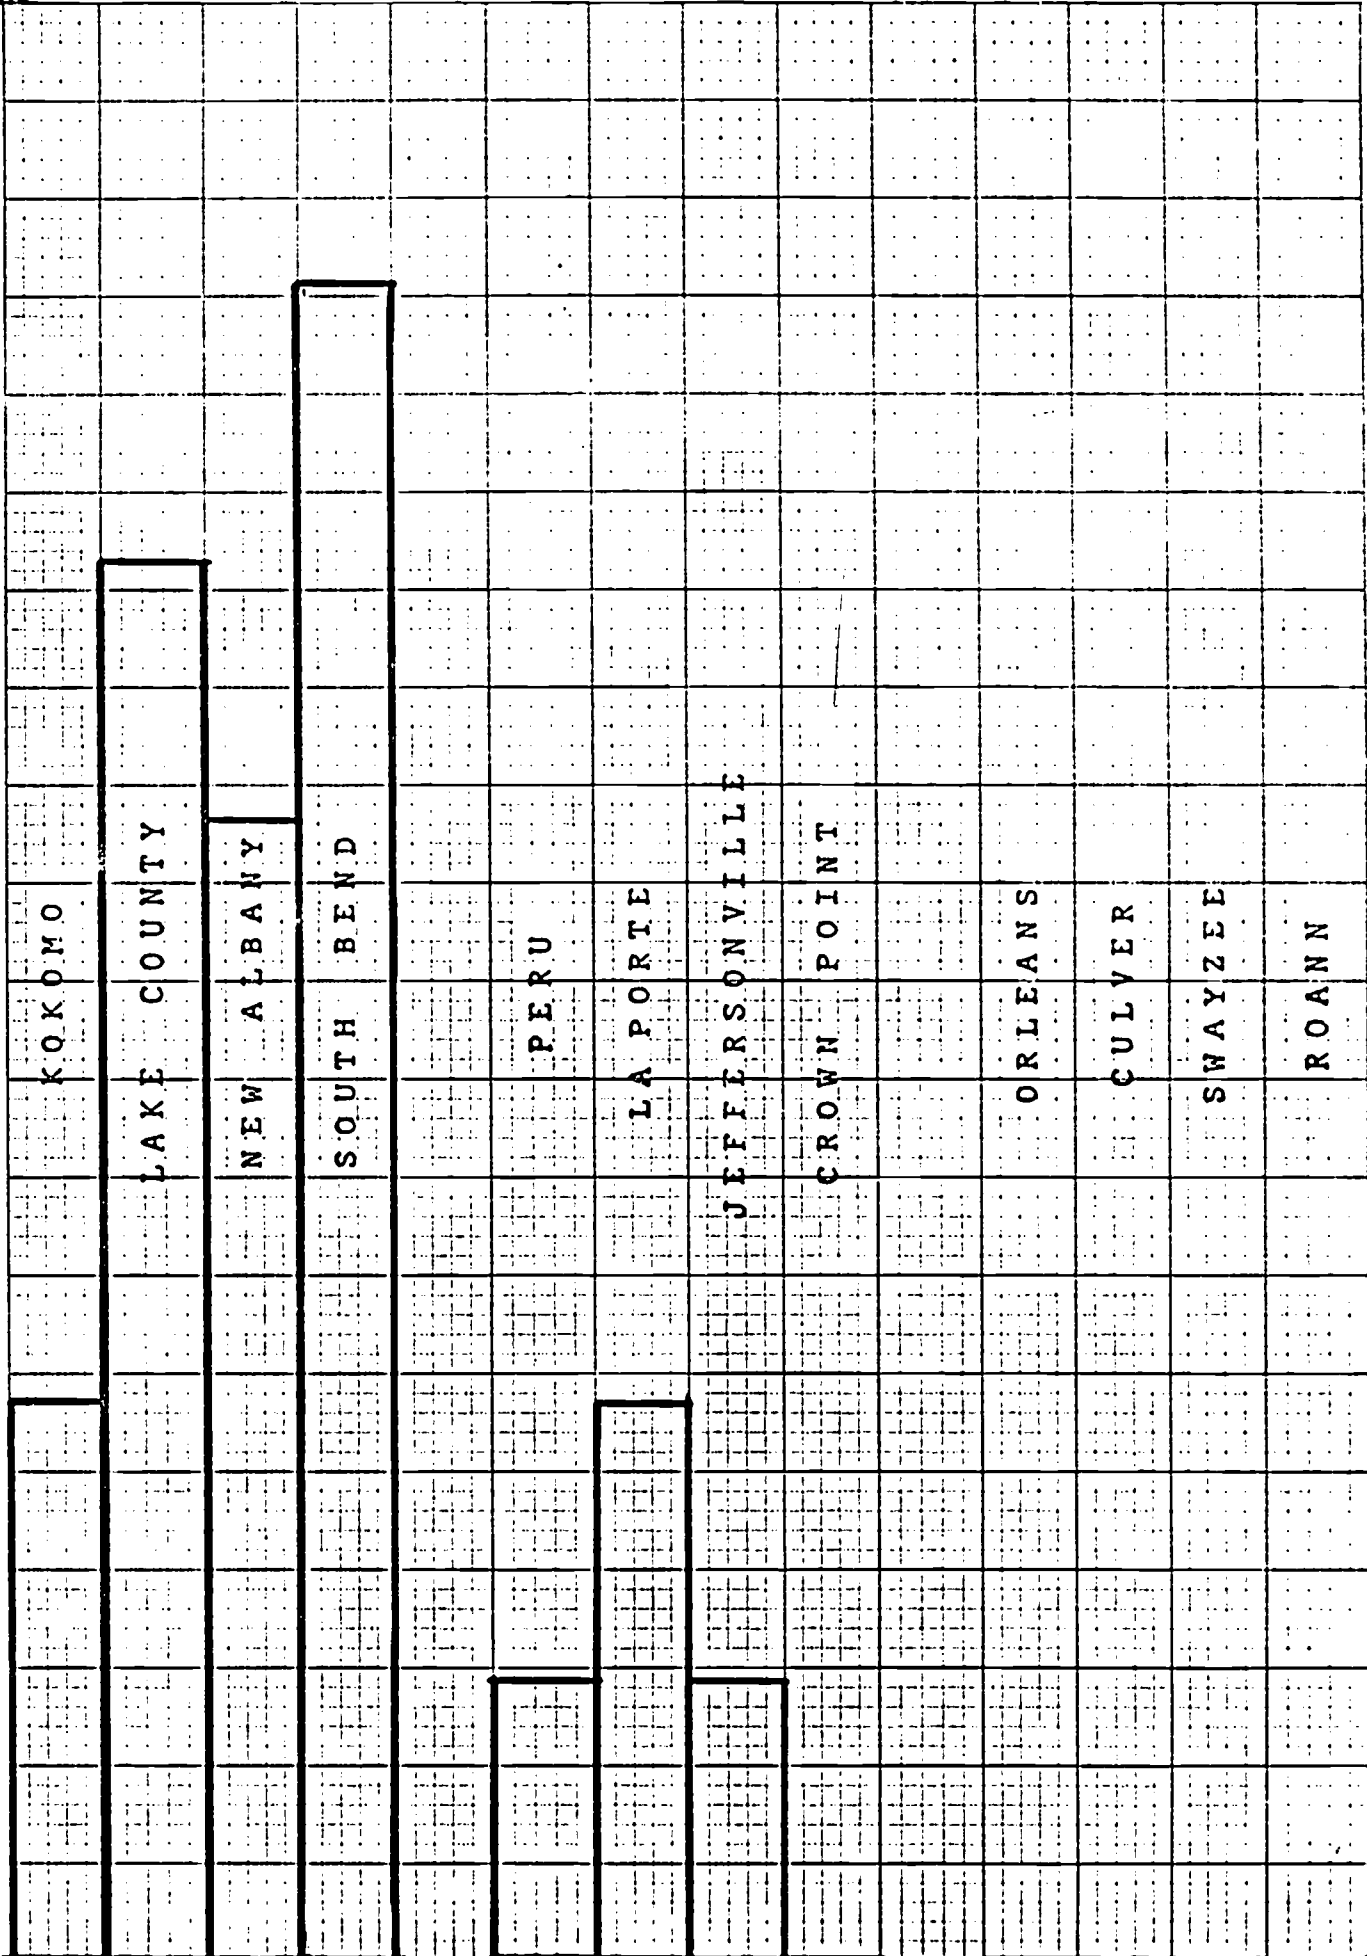 KOKOMO
LAKE COUNTY
NEW ALBANY
SOUTH BEND
PERU
LA PORTE
JEFFERSONVILLE
CROWN POINT
ORLEANS
CULVER
SWAYZEE
ROANN